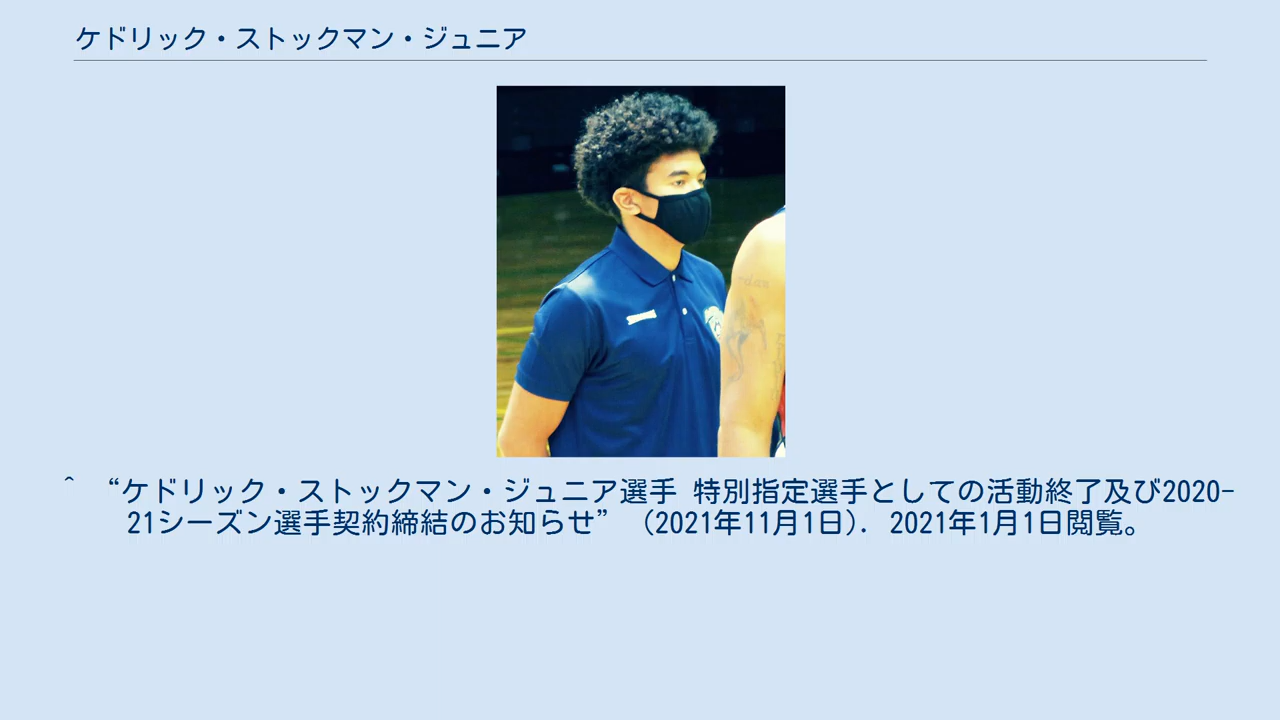 ケドリック・ストックマン・ジュニア
^ “ケドリック・ストックマン・ジュニア選手 特別指定選手としての活動終了及び2020-
21シーズン選手契約締結のお知らせ” (2021年11月1日). 2021年1月1日閲覧。